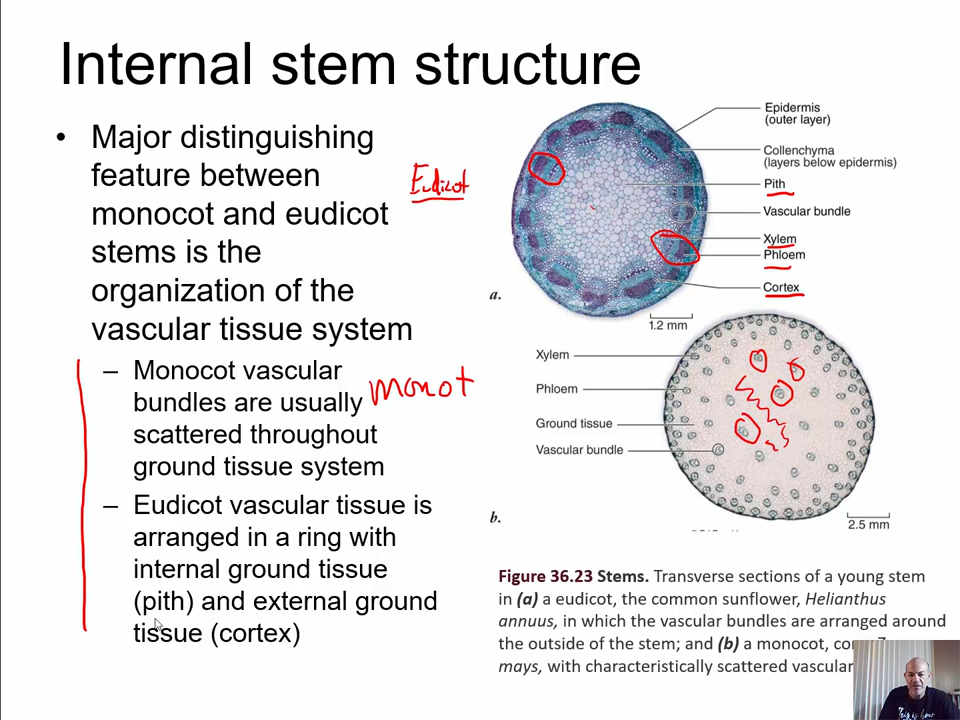 Internal stem structure
• Major distinguishing
feature between
monocot and eudicot
stems is the
organization of the
vascular tissue system
– Monocot vascular
bundles are usually
scattered throughout
ground tissue system
– Eudicot vascular tissue is
arranged in a ring with
internal ground tissue
(pith) and external ground
tissue (cortex)
Eudicot
monot
Epidermis
(outer layer)
Collenchyma
(layers below epidermis)
Pith
Vascular bundle
Xylem
Phloem
Cortex
a.
1.2 mm
Xylem
Phloem
Ground tissue
Vascular bundle
b.
2.5 mm
Figure 36.23 Stems. Transverse sections of a young stem
in (a) a eudicot, the common sunflower, Helianthus
annuus, in which the vascular bundles are arranged around
the outside of the stem; and (b) a monocot,
mays, with characteristically scattered vascular